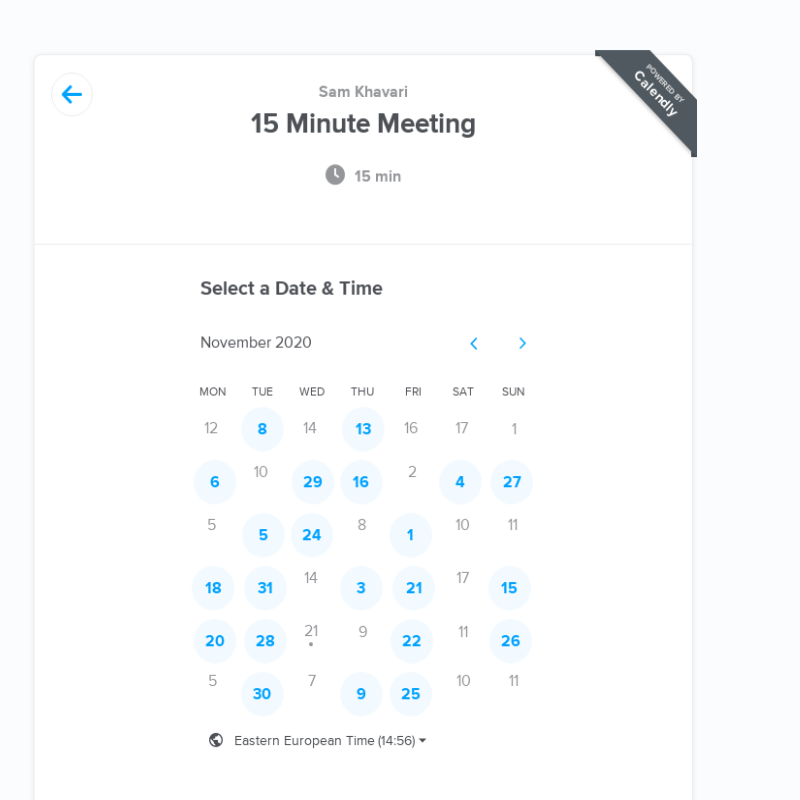 POWERED BY
Calendly
Sam Khavari
15 Minute Meeting
15 min
Select a Date & Time
November 2020
MON TUE WED THU FRI SAT SUN
12 8 14 13 16 17 1
6 10 29 16 2 4 27
5 5 24 8 1 10 11
18 31 14 3 21 17 15
20 28 21 9 22 11 26
5 30 7 9 25 10 11
Eastern European Time (14:56)